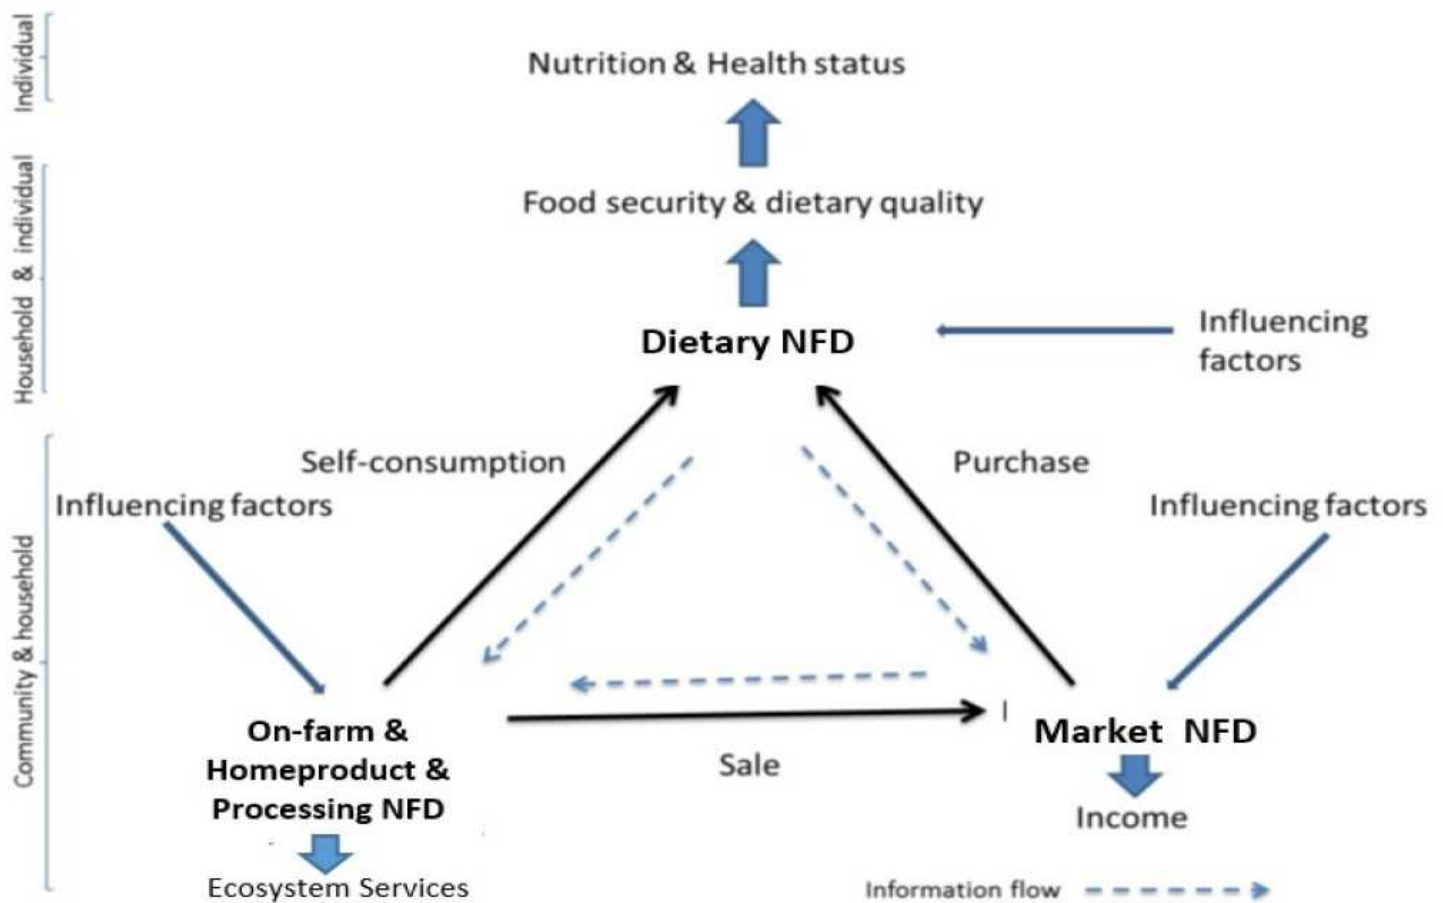 Individual
Nutrition & Health status
Household & individual
Food security & dietary quality
Dietary NFD
Influencing
factors
Community & household
Self-consumption
Purchase
Influencing factors
Influencing factors
On-farm &
Homeproduct &
Processing NFD
Sale
Market NFD
Income
Ecosystem Services
Information flow